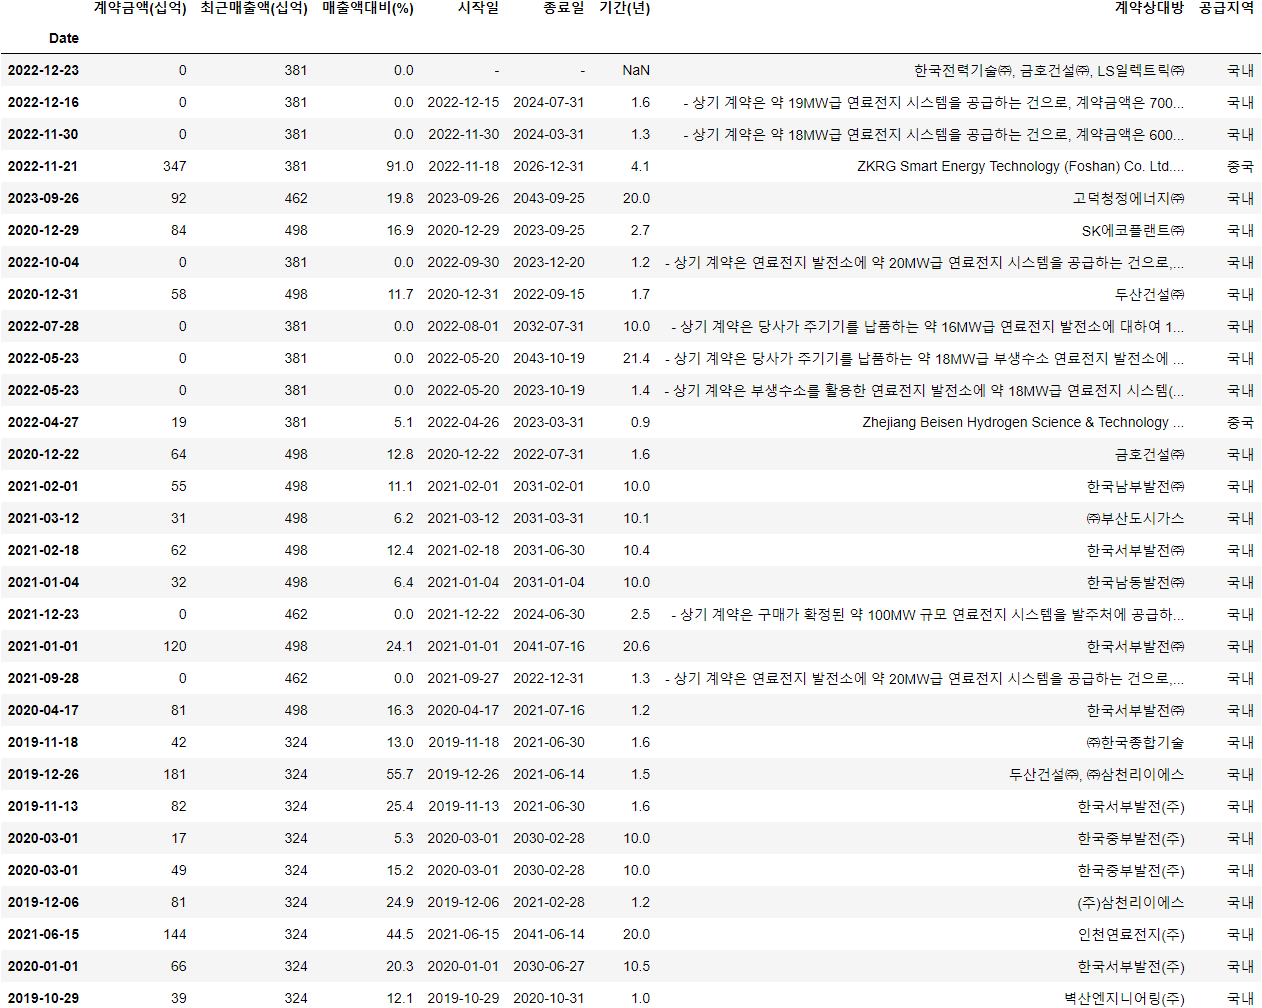 계약금액(십억) 최근매출액(십억) 매출액대비(%) 시작일 종료일 기간(년) 계약상대방 공급지역
Date
2022-12-23 0 381 0.0 - - NaN 한국전력기술㈜, 금호건설㈜, LS일렉트릭㈜ 국내
2022-12-16 0 381 0.0 2022-12-15 2024-07-31 1.6 - 상기 계약은 약 19MW급 연료전지 시스템을 공급하는 건으로, 계약금액은 700... 국내
2022-11-30 0 381 0.0 2022-11-30 2024-03-31 1.3 - 상기 계약은 약 18MW급 연료전지 시스템을 공급하는 건으로, 계약금액은 600... 국내
2022-11-21 347 381 91.0 2022-11-18 2026-12-31 4.1 ZKRG Smart Energy Technology (Foshan) Co. Ltd.... 중국
2023-09-26 92 462 19.8 2023-09-26 2043-09-25 20.0 고덕청정에너지㈜ 국내
2020-12-29 84 498 16.9 2020-12-29 2023-09-25 2.7 SK에코플랜트㈜ 국내
2022-10-04 0 381 0.0 2022-09-30 2023-12-20 1.2 - 상기 계약은 연료전지 발전소에 약 20MW급 연료전지 시스템을 공급하는 건으로,... 국내
2020-12-31 58 498 11.7 2020-12-31 2022-09-15 1.7 두산건설㈜ 국내
2022-07-28 0 381 0.0 2022-08-01 2032-07-31 10.0 - 상기 계약은 당사가 주기기를 납품하는 약 16MW급 연료전지 발전소에 대하여 1... 국내
2022-05-23 0 381 0.0 2022-05-20 2043-10-19 21.4 - 상기 계약은 당사가 주기기를 납품하는 약 18MW급 부생수소 연료전지 발전소에 ... 국내
2022-05-23 0 381 0.0 2022-05-20 2023-10-19 1.4 - 상기 계약은 부생수소를 활용한 연료전지 발전소에 약 18MW급 연료전지 시스템(... 국내
2022-04-27 19 381 5.1 2022-04-26 2023-03-31 0.9 Zhejiang Beisen Hydrogen Science & Technology ... 중국
2020-12-22 64 498 12.8 2020-12-22 2022-07-31 1.6 금호건설㈜ 국내
2021-02-01 55 498 11.1 2021-02-01 2031-02-01 10.0 한국남부발전㈜ 국내
2021-03-12 31 498 6.2 2021-03-12 2031-03-31 10.1 ㈜부산도시가스 국내
2021-02-18 62 498 12.4 2021-02-18 2031-06-30 10.4 한국서부발전㈜ 국내
2021-01-04 32 498 6.4 2021-01-04 2031-01-04 10.0 한국남동발전㈜ 국내
2021-12-23 0 462 0.0 2021-12-22 2024-06-30 2.5 - 상기 계약은 구매가 확정된 약 100MW 규모 연료전지 시스템을 발주처에 공급하... 국내
2021-01-01 120 498 24.1 2021-01-01 2041-07-16 20.6 한국서부발전㈜ 국내
2021-09-28 0 462 0.0 2021-09-27 2022-12-31 1.3 - 상기 계약은 연료전지 발전소에 약 20MW급 연료전지 시스템을 공급하는 건으로,... 국내
2020-04-17 81 498 16.3 2020-04-17 2021-07-16 1.2 한국서부발전㈜ 국내
2019-11-18 42 324 13.0 2019-11-18 2021-06-30 1.6 ㈜한국종합기술 국내
2019-12-26 181 324 55.7 2019-12-26 2021-06-14 1.5 두산건설㈜, ㈜삼천리이에스 국내
2019-11-13 82 324 25.4 2019-11-13 2021-06-30 1.6 한국서부발전(주) 국내
2020-03-01 17 324 5.3 2020-03-01 2030-02-28 10.0 한국중부발전(주) 국내
2020-03-01 49 324 15.2 2020-03-01 2030-02-28 10.0 한국중부발전(주) 국내
2019-12-06 81 324 24.9 2019-12-06 2021-02-28 1.2 (주)삼천리이에스 국내
2021-06-15 144 324 44.5 2021-06-15 2041-06-14 20.0 인천연료전지(주) 국내
2020-01-01 66 324 20.3 2020-01-01 2030-06-27 10.5 한국서부발전(주) 국내
2019-10-29 39 324 12.1 2019-10-29 2020-10-31 1.0 벽산엔지니어링(주) 국내